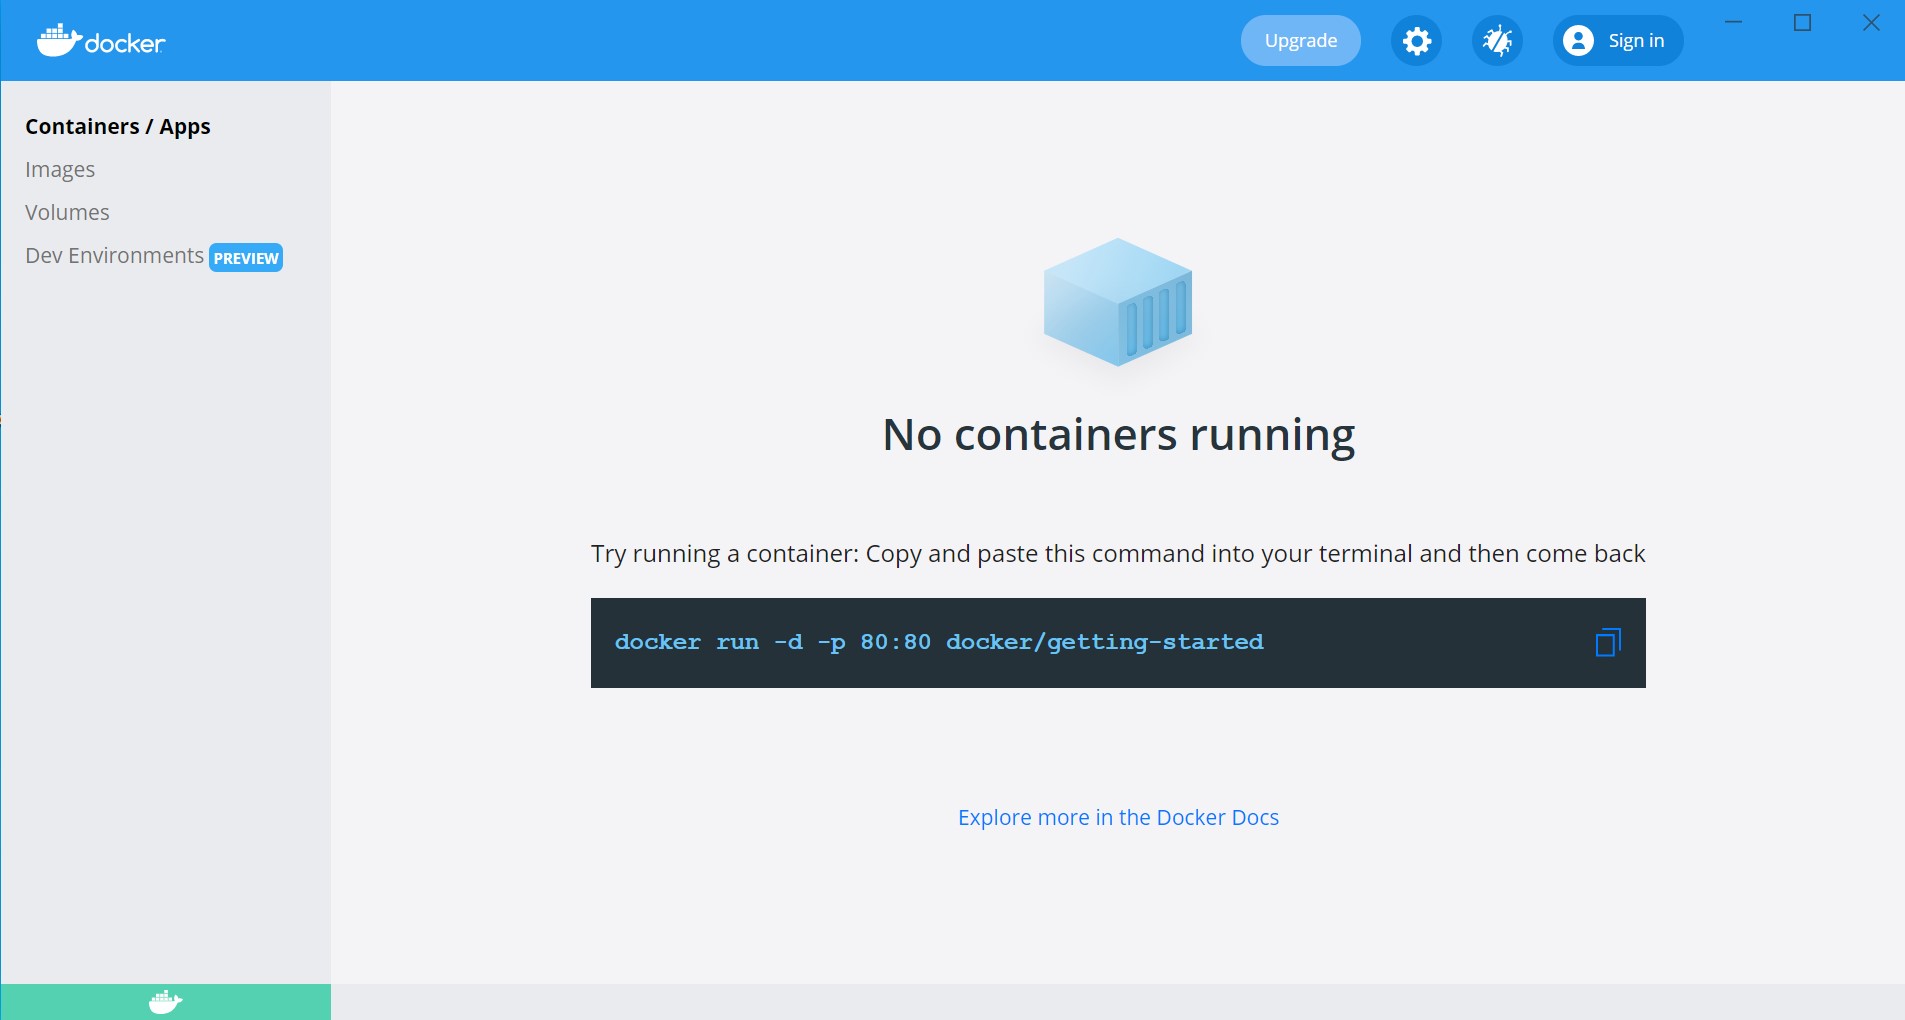 docker
Upgrade
Sign in
Containers / Apps
Images
Volumes
Dev Environments PREVIEW
No containers running
Try running a container: Copy and paste this command into your terminal and then come back
docker run -d -p 80:80 docker/getting-started
Explore more in the Docker Docs